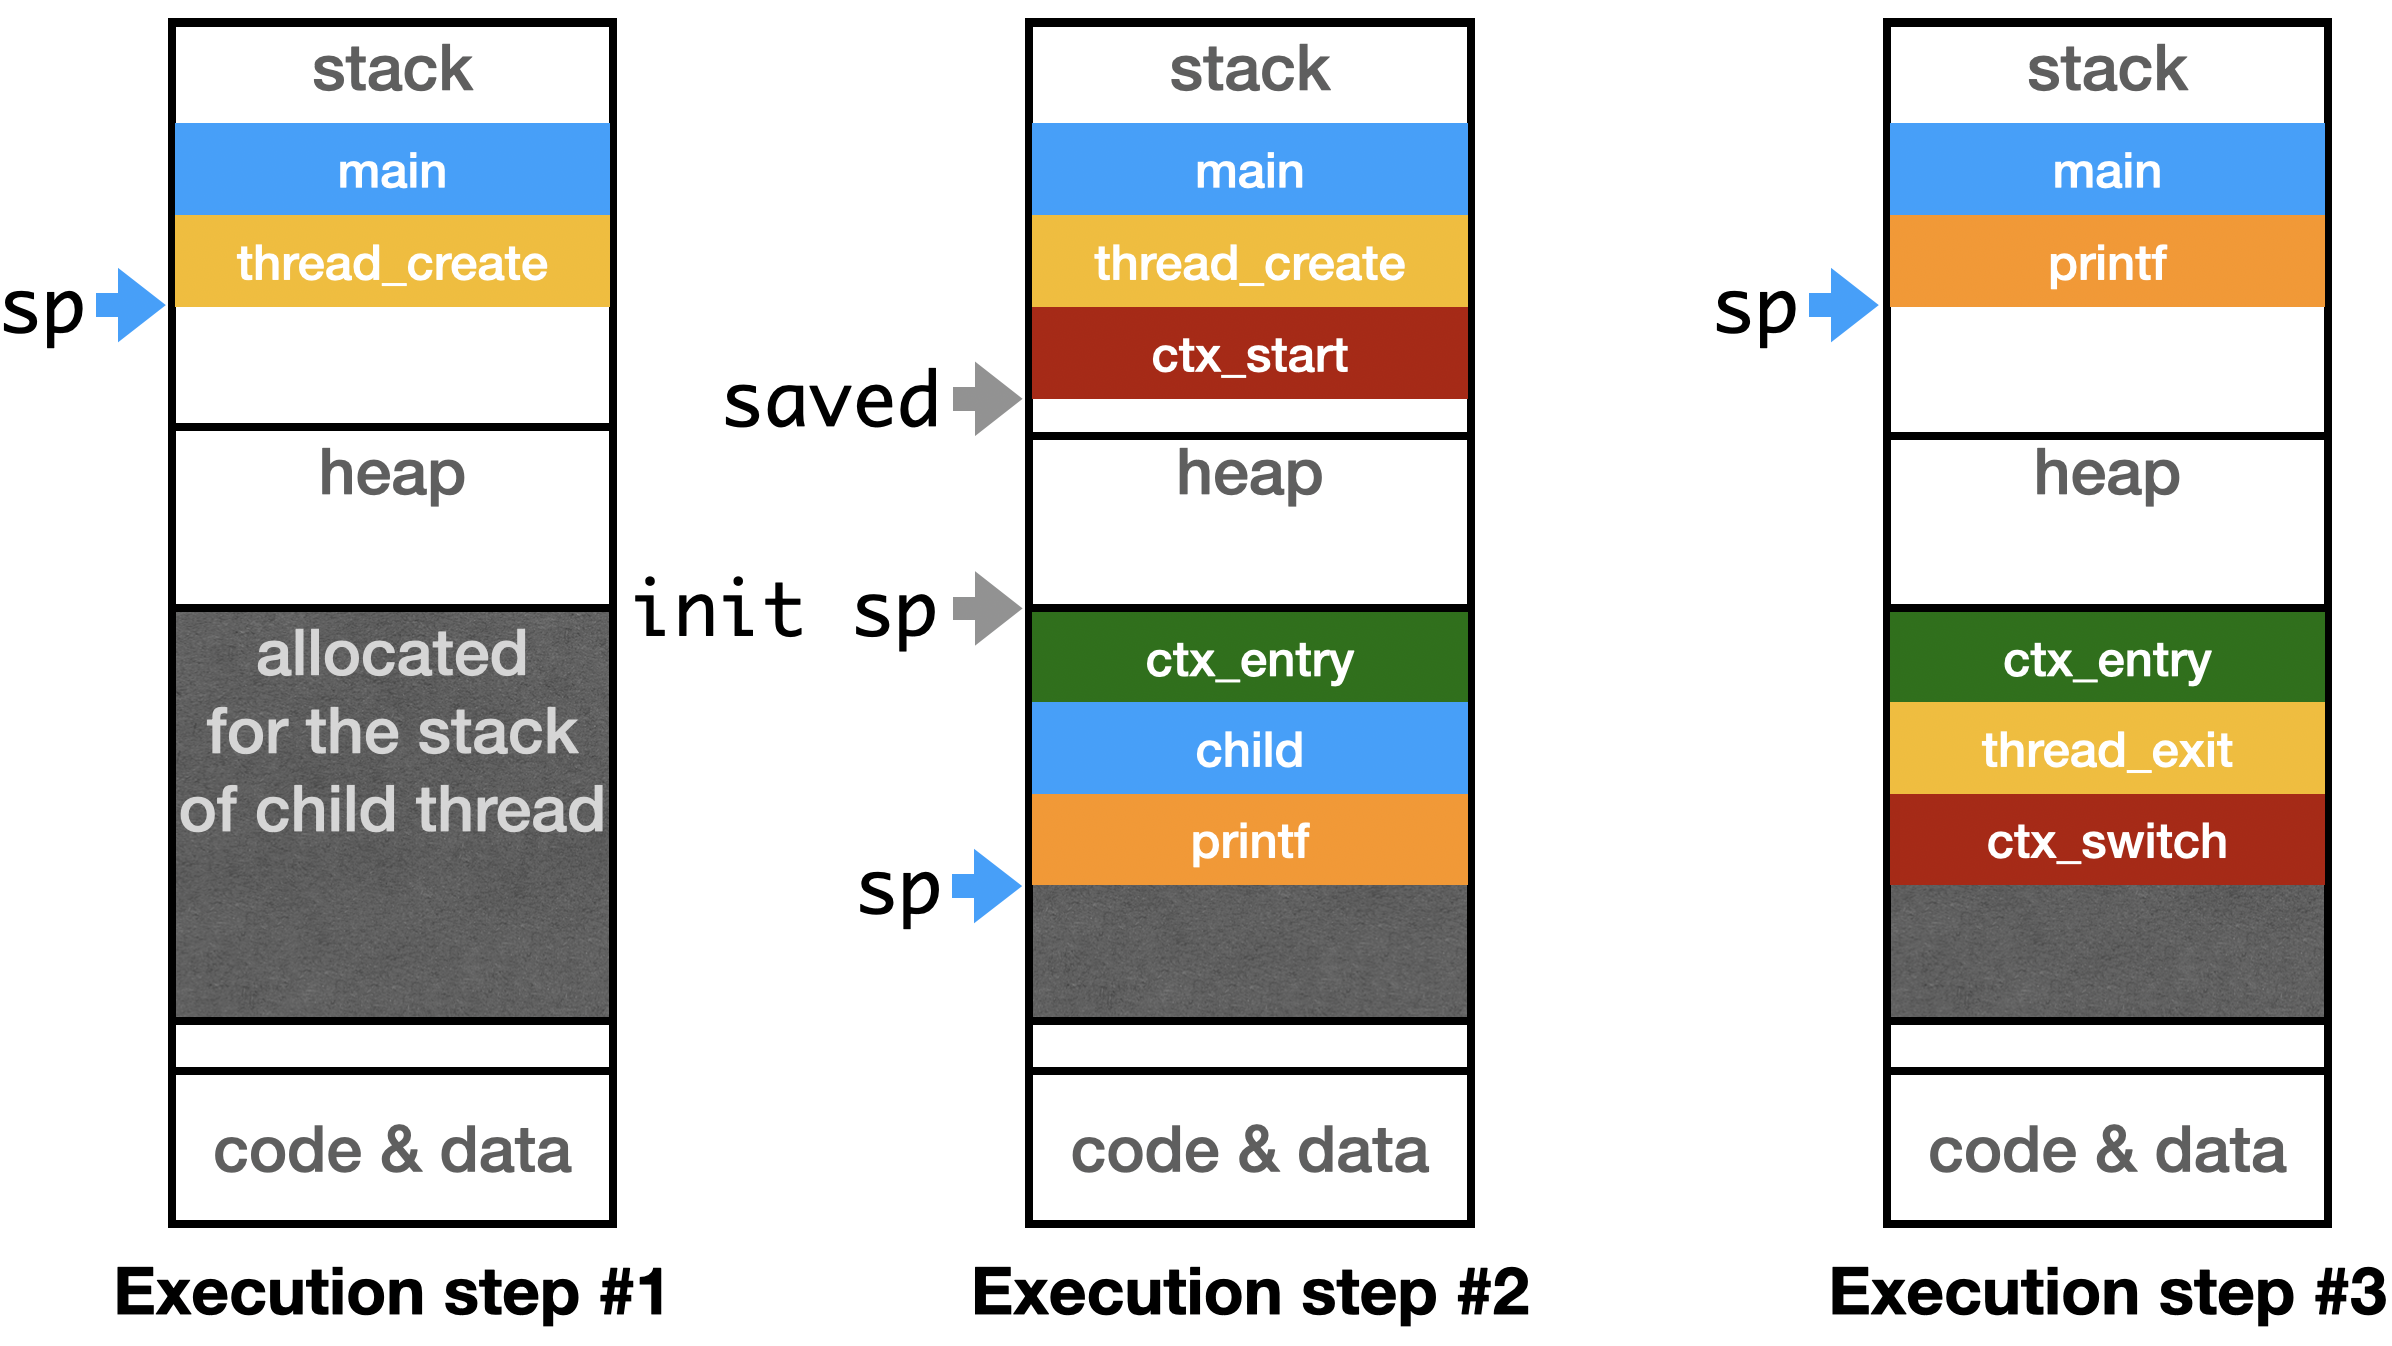 stack
main
thread_create
sp
heap
allocated
for the stack
of child thread
code & data
Execution step #1
stack
main
thread_create
ctx_start
saved
heap
init sp
ctx_entry
child
printf
sp
code & data
Execution step #2
stack
main
printf
sp
heap
ctx_entry
thread_exit
ctx_switch
code & data
Execution step #3